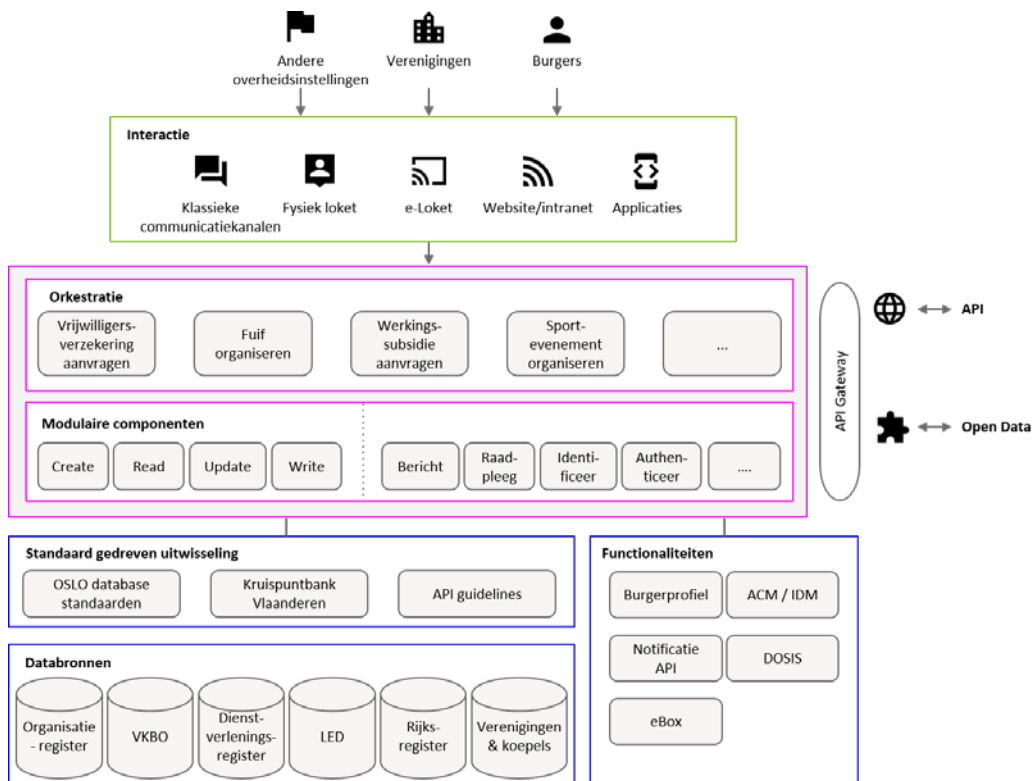 Andere
overheidsinstellingen
Verenigingen
Burgers
Interactie
Klassieke
communicatiekanalen
Fysiek loket
e-Loket
Website/intranet
Applicaties
Orkestratie
Vrijwilligers-
verzekering
aanvragen
Fuif
organiseren
Werkings-
subsidie
aanvragen
Sport-
evenement
organiseren
...
Modulaire componenten
Create
Read
Update
Write
Bericht
Raad-
pleeg
Identi-
ficeer
Authen-
ticeer
....
API Gateway
API
Open Data
Standaard gedreven uitwisseling
OSLO database
standaarden
Kruispuntbank
Vlaanderen
API guidelines
Functionaliteiten
Burgerprofiel
ACM / IDM
Notificatie
API
DOSIS
eBox
Databronnen
Organisatie
- register
VKBO
Dienst-
verlenings-
register
LED
Rijks-
register
Verenigingen
& koepels